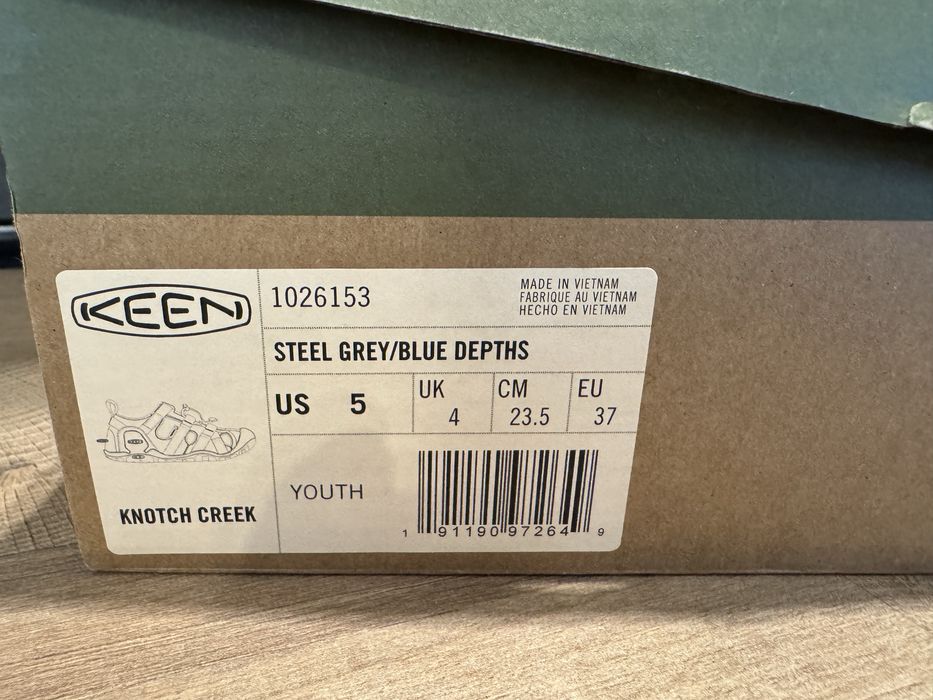 KEEN
1026153
MADE IN VIETNAM
FABRIQUE AU VIETNAM
HECHO EN VIETNAM
STEEL GREY/BLUE DEPTHS
US 5
UK 4
CM 23.5
EU 37
KNOTCH CREEK
YOUTH
1 91190 97264 9